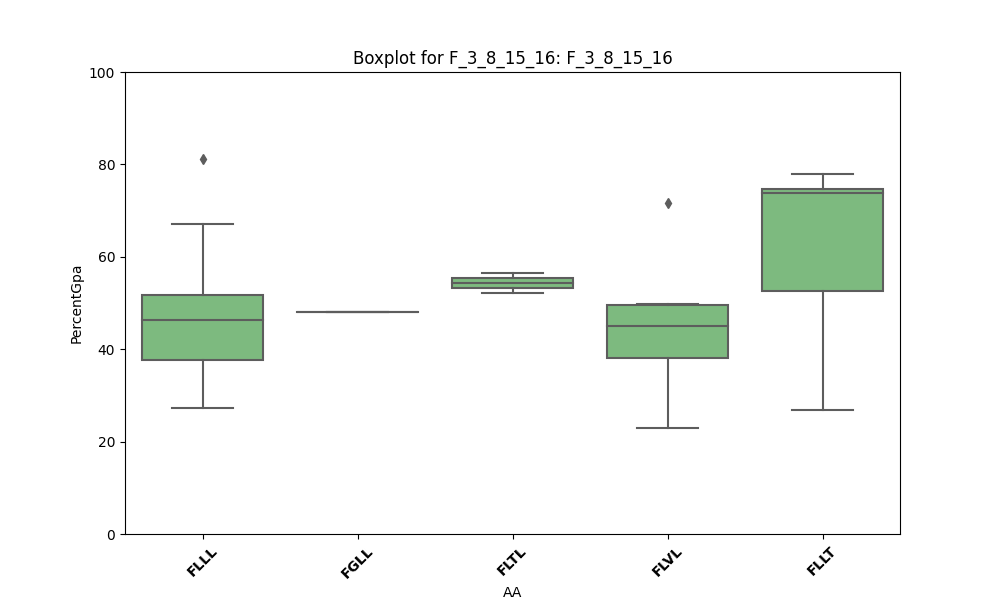 Boxplot for F_3_8_15_16: F_3_8_15_16
100
80
60
40
20
0
PercentGpa
FLLL
FGLL
FLTL
FLVL
FLLT
AA